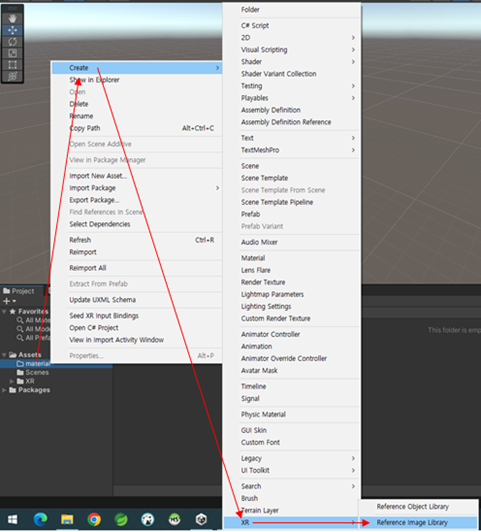 Create
Show in Explorer
Open
Delete
Rename
Copy Path Alt+Ctrl+C
Open Scene Additive
View in Package Manager
Import New Asset...
Import Package
Export Package...
Find References In Scene
Select Dependencies
Refresh Ctrl+R
Reimport
Reimport All
Extract From Prefab
Update UXML Schema
Seed XR Input Bindings
Open C# Project
View in Import Activity Window
Properties... Alt+P
Folder
C# Script
2D
Visual Scripting
Shader
Shader Variant Collection
Testing
Playables
Assembly Definition
Assembly Definition Reference
Text
TextMeshPro
Scene
Scene Template
Scene Template From Scene
Scene Template Pipeline
Prefab
Prefab Variant
Audio Mixer
Material
Lens Flare
Render Texture
Lightmap Parameters
Lighting Settings
Custom Render Texture
Animator Controller
Animation
Animator Override Controller
Avatar Mask
Timeline
Signal
Physic Material
GUI Skin
Custom Font
Legacy
UI Toolkit
Search
Brush
Terrain Layer
XR
Reference Object Library
Reference Image Library
Project
Favorites
All Mate
All Mode
All Prefa
Assets
material
Scenes
XR
Packages
This folder is empty